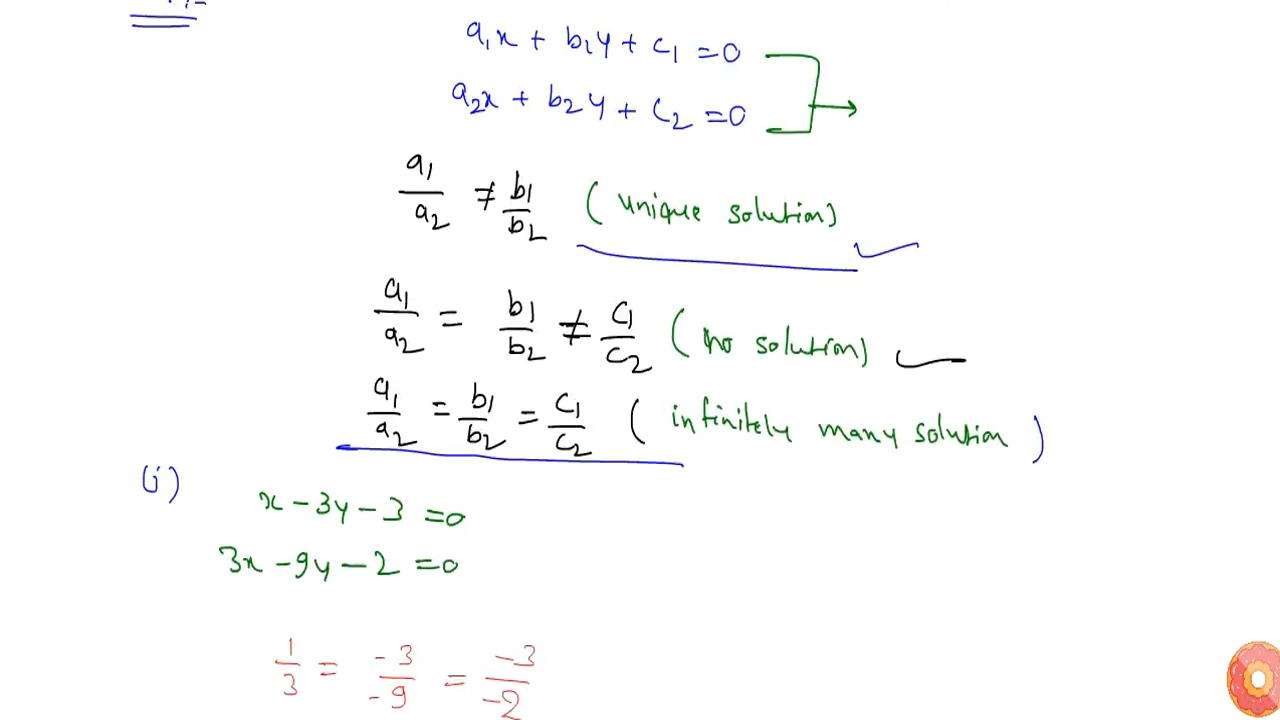 a₁x + b₁y + c₁ = 0
a₂x + b₂y + c₂ = 0
a₁/a₂ ≠ b₁/b₂ (unique solution)
a₁/a₂ = b₁/b₂ ≠ c₁/c₂ (no solution)
a₁/a₂ = b₁/b₂ = c₁/c₂ (infinitely many solution)
(i)
x - 3y - 3 = 0
3x - 9y - 2 = 0
1/3 = -3/-9 = -3/-2